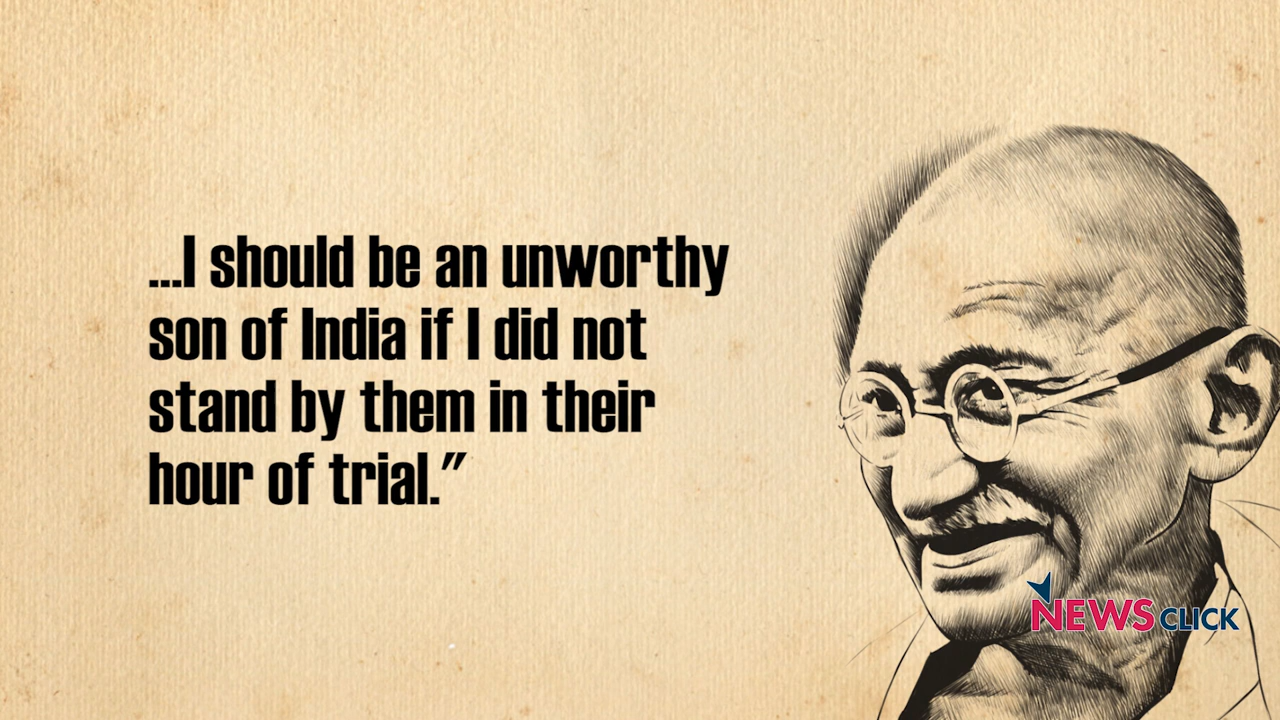 ...I should be an unworthy
son of India if I did not
stand by them in their
hour of trial.”
NEWSCLICK